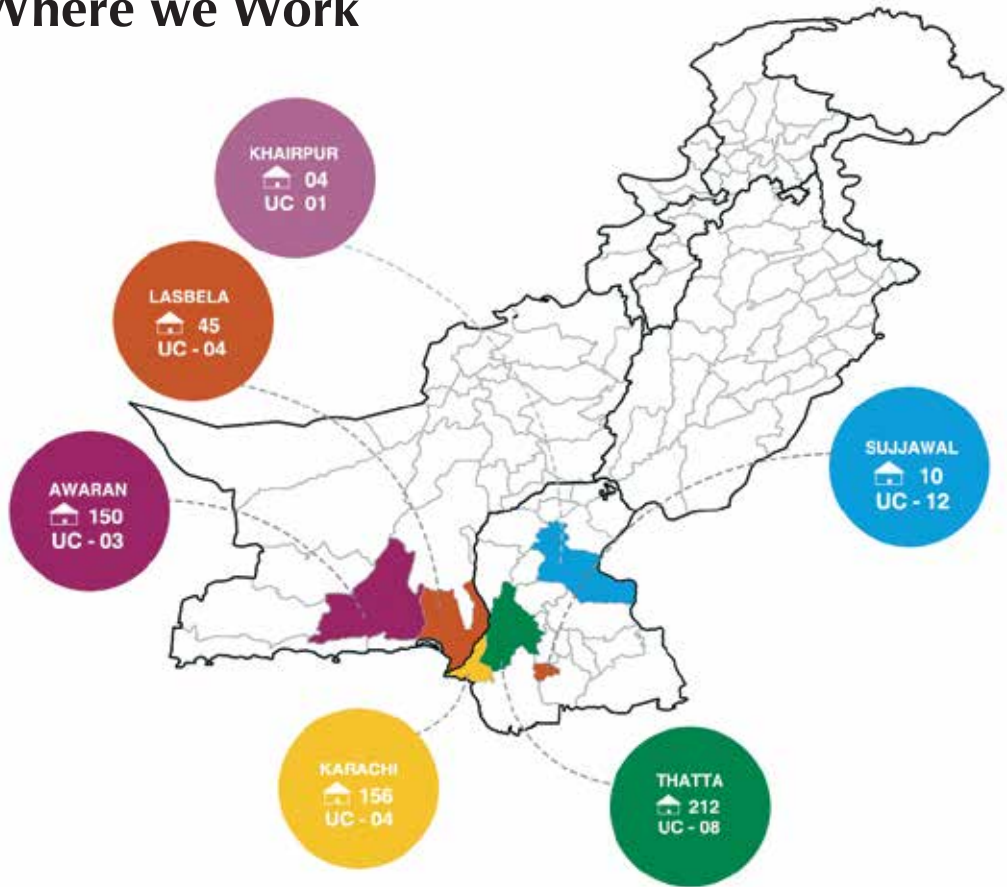 Where we Work
KHAIRPUR
04
UC 01
LASBELA
45
UC - 04
AWARAN
150
UC - 03
SUJJAWAL
10
UC - 12
KARACHI
156
UC - 04
THATTA
212
UC - 08